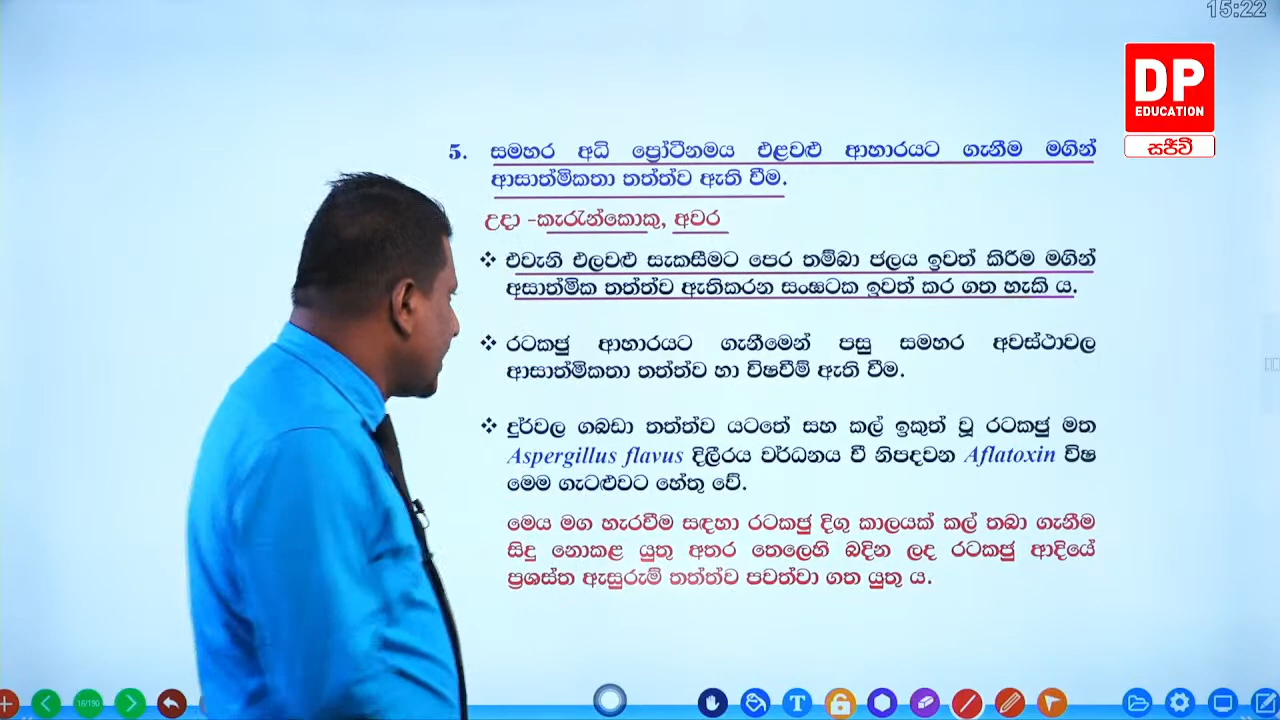 15:22
DP
EDUCATION
සජීවී
5. සමහර අධි ප්‍රෝටීනමය එළවළු ආහාරයට ගැනීම මගින්
ආසාත්මිකතා තත්ත්ව ඇති වීම.
උදා -කැරැන්කොකු, අවර
❖ එවැනි එලවළු සැකසීමට පෙර තම්බා ජලය ඉවත් කිරීම මගින්
අසාත්මික තත්ත්ව ඇතිකරන සංඝටක ඉවත් කර ගත හැකි ය.
❖ රටකජු ආහාරයට ගැනීමෙන් පසු සමහර අවස්ථාවල
ආසාත්මිකතා තත්ත්ව හා විෂවීම් ඇති වීම.
❖ දුර්වල ගබඩා තත්ත්ව යටතේ සහ කල් ඉකුත් වූ රටකජු මත
Aspergillus flavus දිලීරය වර්ධනය වී නිපදවන Aflatoxin විෂ
මෙම ගැටළුවට හේතු වේ.
මෙය මග හැරවීම සඳහා රටකජු දිගු කාලයක් කල් තබා ගැනීම
සිදු නොකළ යුතු අතර තෙලෙහි බදින ලද රටකජු ආදියේ
ප්‍රශස්ත ඇසුරුම් තත්ත්ව පවත්වා ගත යුතු ය.
16/190
T